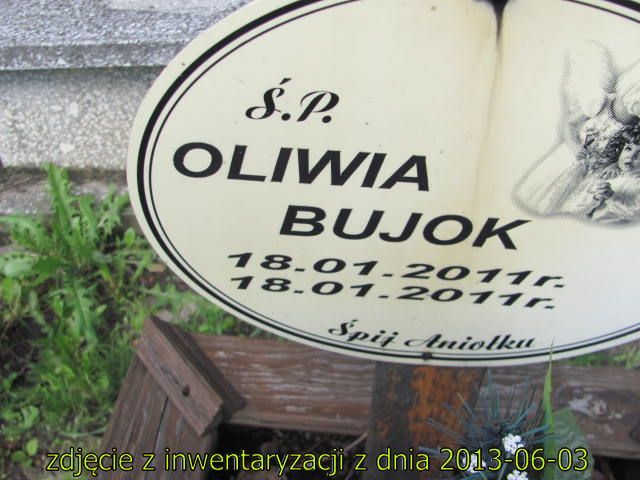 Ś.P.
OLIWIA
BUJOK
18.01.2011r.
18.01.2011r.
Śpij Aniołku
zdjęcie z inwentaryzacji z dnia 2013-06-03